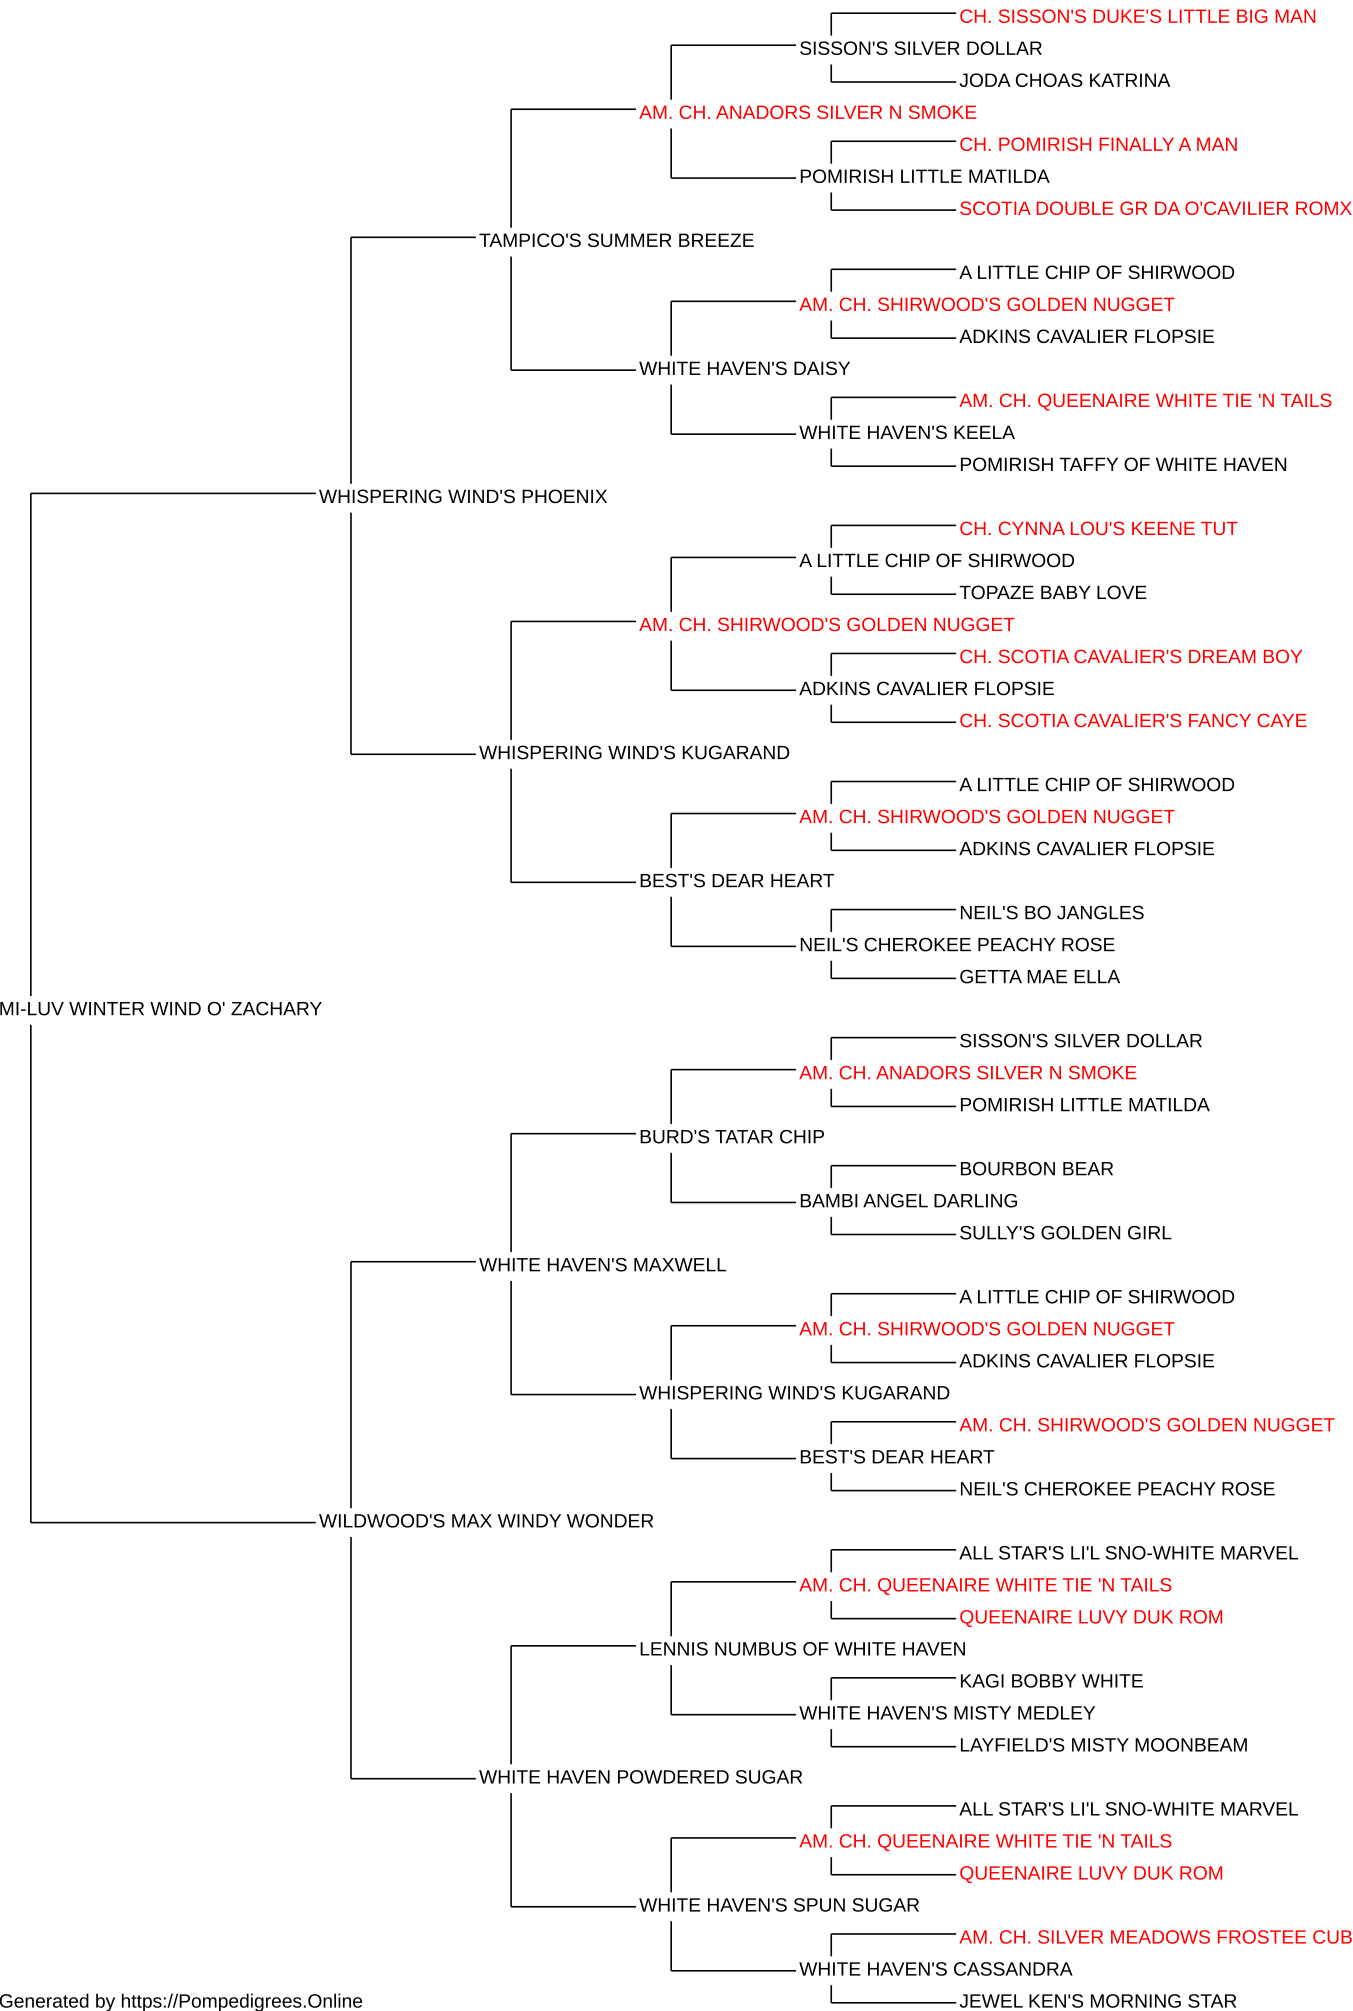 CH. SISSON'S DUKE'S LITTLE BIG MAN
SISSON'S SILVER DOLLAR
JODA CHOAS KATRINA
AM. CH. ANADORS SILVER N SMOKE
CH. POMIRISH FINALLY A MAN
POMIRISH LITTLE MATILDA
SCOTIA DOUBLE GR DA O'CAVILIER ROMX
TAMPICO'S SUMMER BREEZE
A LITTLE CHIP OF SHIRWOOD
AM. CH. SHIRWOOD'S GOLDEN NUGGET
ADKINS CAVALIER FLOPSIE
WHITE HAVEN'S DAISY
AM. CH. QUEENAIRE WHITE TIE 'N TAILS
WHITE HAVEN'S KEELA
POMIRISH TAFFY OF WHITE HAVEN
WHISPERING WIND'S PHOENIX
CH. CYNNA LOU'S KEENE TUT
A LITTLE CHIP OF SHIRWOOD
TOPAZE BABY LOVE
AM. CH. SHIRWOOD'S GOLDEN NUGGET
CH. SCOTIA CAVALIER'S DREAM BOY
ADKINS CAVALIER FLOPSIE
CH. SCOTIA CAVALIER'S FANCY CAYE
WHISPERING WIND'S KUGARAND
A LITTLE CHIP OF SHIRWOOD
AM. CH. SHIRWOOD'S GOLDEN NUGGET
ADKINS CAVALIER FLOPSIE
BEST'S DEAR HEART
NEIL'S BO JANGLES
NEIL'S CHEROKEE PEACHY ROSE
GETTA MAE ELLA
MI-LUV WINTER WIND O' ZACHARY
SISSON'S SILVER DOLLAR
AM. CH. ANADORS SILVER N SMOKE
POMIRISH LITTLE MATILDA
BURD'S TATAR CHIP
BOURBON BEAR
BAMBI ANGEL DARLING
SULLY'S GOLDEN GIRL
WHITE HAVEN'S MAXWELL
A LITTLE CHIP OF SHIRWOOD
AM. CH. SHIRWOOD'S GOLDEN NUGGET
ADKINS CAVALIER FLOPSIE
WHISPERING WIND'S KUGARAND
AM. CH. SHIRWOOD'S GOLDEN NUGGET
BEST'S DEAR HEART
NEIL'S CHEROKEE PEACHY ROSE
WILDWOOD'S MAX WINDY WONDER
ALL STAR'S LI'L SNO-WHITE MARVEL
AM. CH. QUEENAIRE WHITE TIE 'N TAILS
QUEENAIRE LUVY DUK ROM
LENNIS NUMBUS OF WHITE HAVEN
KAGI BOBBY WHITE
WHITE HAVEN'S MISTY MEDLEY
LAYFIELD'S MISTY MOONBEAM
WHITE HAVEN POWDERED SUGAR
ALL STAR'S LI'L SNO-WHITE MARVEL
AM. CH. QUEENAIRE WHITE TIE 'N TAILS
QUEENAIRE LUVY DUK ROM
WHITE HAVEN'S SPUN SUGAR
AM. CH. SILVER MEADOWS FROSTEE CUB
WHITE HAVEN'S CASSANDRA
JEWEL KEN'S MORNING STAR
Generated by https://Pompedigrees.Online